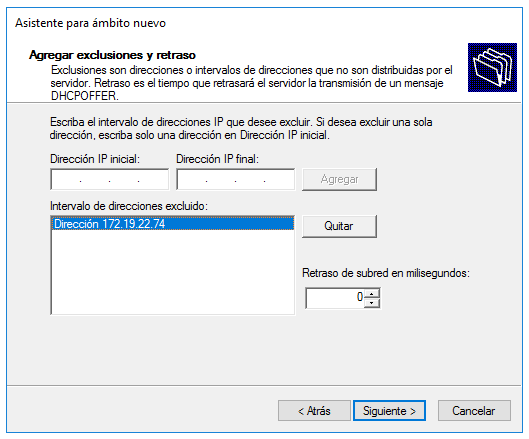 Asistente para ámbito nuevo
Agregar exclusiones y retraso
Exclusiones son direcciones o intervalos de direcciones que no son distribuidas por el
servidor. Retraso es el tiempo que retrasará el servidor la transmisión de un mensaje
DHCPOFFER.
Escriba el intervalo de direcciones IP que desee excluir. Si desea excluir una sola
dirección, escriba solo una dirección en Dirección IP inicial.
Dirección IP inicial: Dirección IP final:
. . . . . . Agregar
Intervalo de direcciones excluido:
Dirección 172.19.22.74 Quitar
Retraso de subred en milisegundos:
0
< Atrás Siguiente > Cancelar